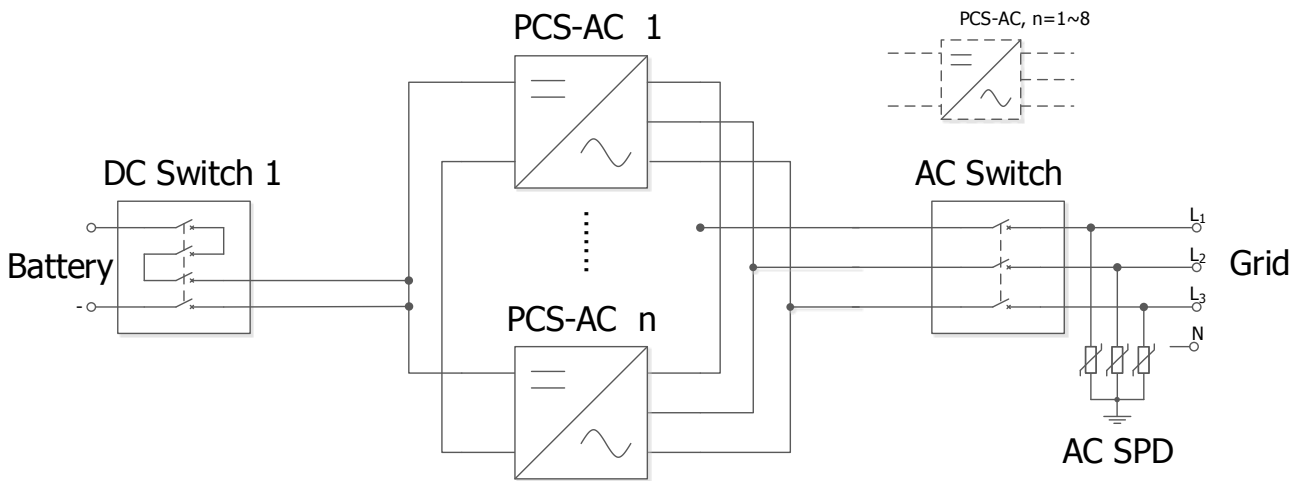 PCS-AC 1
PCS-AC, n=1~8
DC Switch 1
AC Switch
Battery
-
L1
L2
Grid
L3
PCS-AC n
N
AC SPD